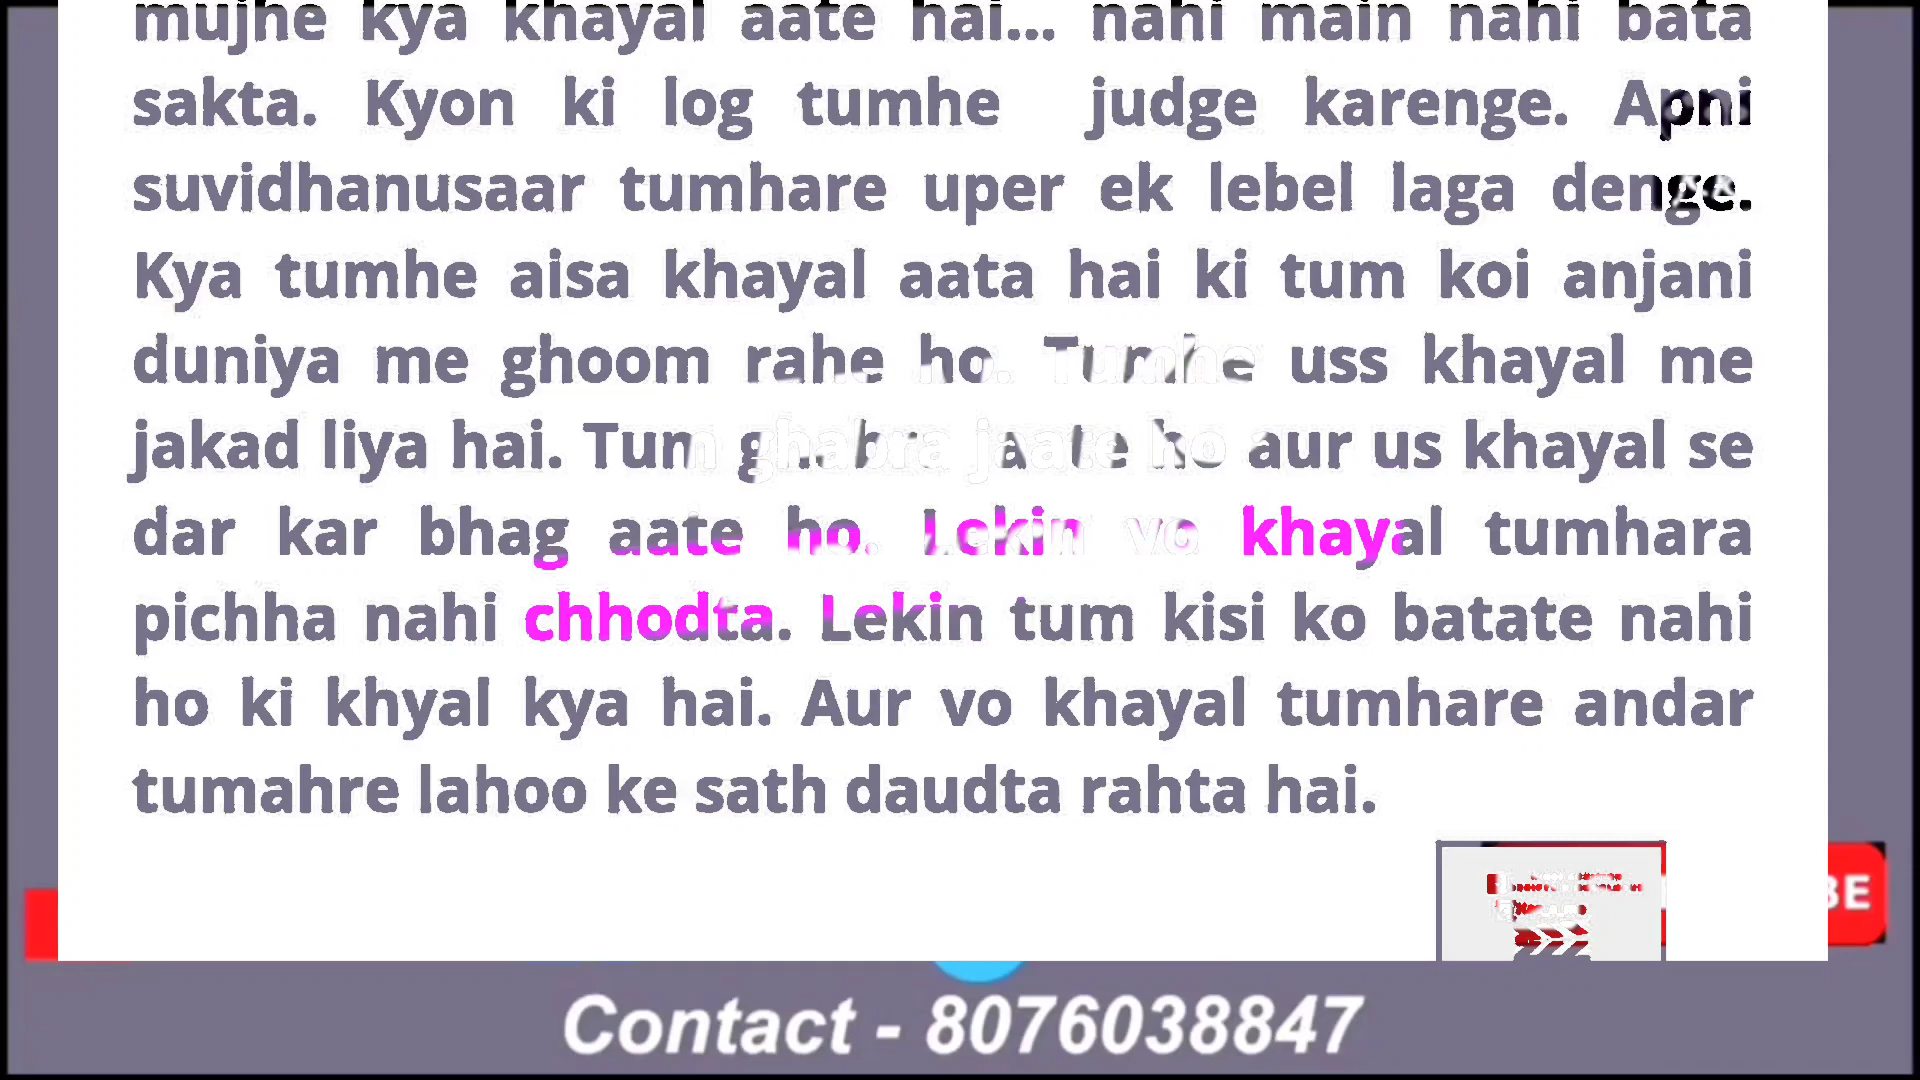 mujhe kya khayal aate hai... nahi main nahi bata
sakta. Kyon ki log tumhe judge karenge. Apni
suvidhanusaar tumhare uper ek lebel laga denge.
Kya tumhe aisa khayal aata hai ki tum koi anjani
duniya me ghoom rahe ho. Tumhe uss khayal me
jakad liya hai. Tum ghabra jaate ho aur us khayal se
dar kar bhag aate ho. Lekin vo khayal tumhara
pichha nahi chhodta. Lekin tum kisi ko batate nahi
ho ki khyal kya hai. Aur vo khayal tumhare andar
tumahre lahoo ke sath daudta rahta hai.
BE
Contact - 8076038847